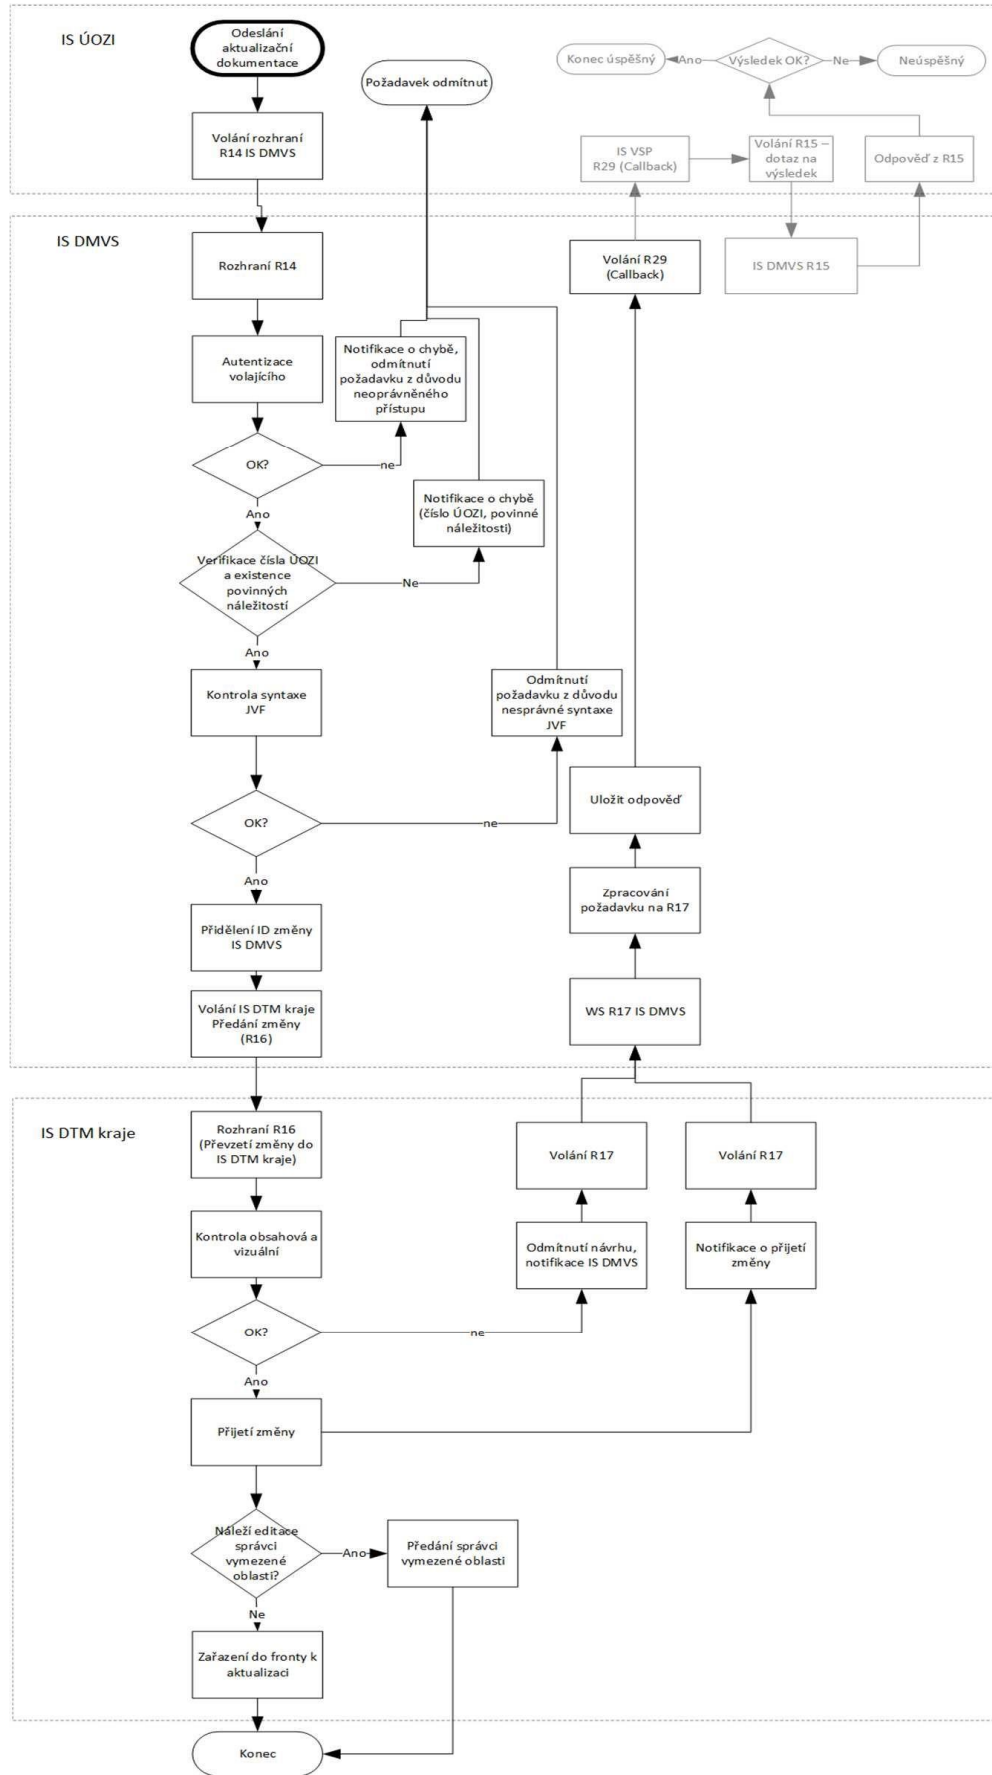 IS ÚOZI
Odeslání
aktualizační
dokumentace
Požadavek odmítnut
Konec úspěšný
Ano
Výsledek OK?
Ne
Neúspěšný
Volání rozhraní
R14 IS DMVS
IS VSP
R29 (Callback)
Volání R15 –
dotaz na
výsledek
Odpověď z R15
IS DMVS
Rozhraní R14
Volání R29
(Callback)
IS DMVS R15
Autentizace
volajícího
Notifikace o chybě,
odmítnutí
požadavku z důvodu
neoprávněného
přístupu
OK?
ne
Ano
Notifikace o chybě
(číslo ÚOZI, povinné
náležitosti)
Verifikace čísla ÚOZI
a existence
povinných
náležitostí
Ne
Ano
Kontrola syntaxe
JVF
Odmítnutí
požadavku z důvodu
nesprávné syntaxe
JVF
OK?
ne
Uložit odpověď
Ano
Zpracování
požadavku na R17
Přidělení ID změny
IS DMVS
Volání IS DTM kraje
Předání změny
(R16)
WS R17 IS DMVS
IS DTM kraje
Rozhraní R16
(Převzetí změny do
IS DTM kraje)
Volání R17
Volání R17
Kontrola obsahová a
vizuální
Odmítnutí návrhu,
notifikace IS DMVS
Notifikace o přijetí
změny
OK?
ne
Ano
Přijetí změny
Náleží editace
správci
vymezené
oblasti?
Ano
Předání správci
vymezené oblasti
Ne
Zařazení do fronty k
aktualizaci
Konec